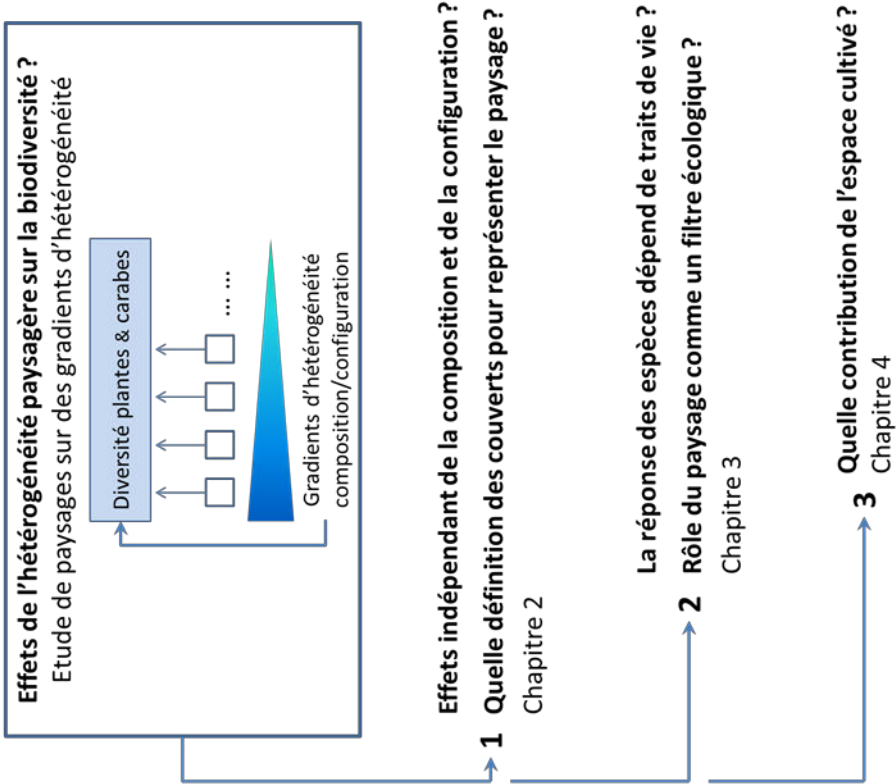 Effets de l'hétérogénéité paysagère sur la biodiversité ?
Etude de paysages sur des gradients d'hétérogénéité
Diversité plantes & carabes
... ...
Gradients d'hétérogénéité
composition/configuration
Effets indépendant de la composition et de la configuration ?
1 Quelle définition des couverts pour représenter le paysage ?
Chapitre 2
La réponse des espèces dépend de traits de vie ?
2 Rôle du paysage comme un filtre écologique ?
Chapitre 3
3 Quelle contribution de l'espace cultivé ?
Chapitre 4